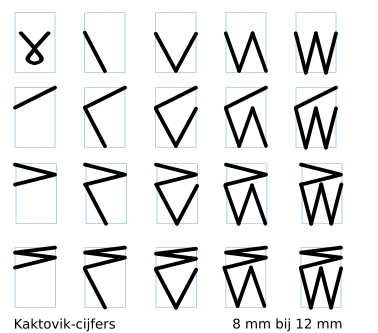 𝋀 𝋁 𝋂 𝋃 𝋄
𝋅 𝋆 𝋇 𝋈 𝋉
𝋊 𝋋 𝋌 𝋍 𝋎
𝋏 𝋐 𝋑 𝋒 𝋓
Kaktovik-cijfers 8 mm bij 12 mm